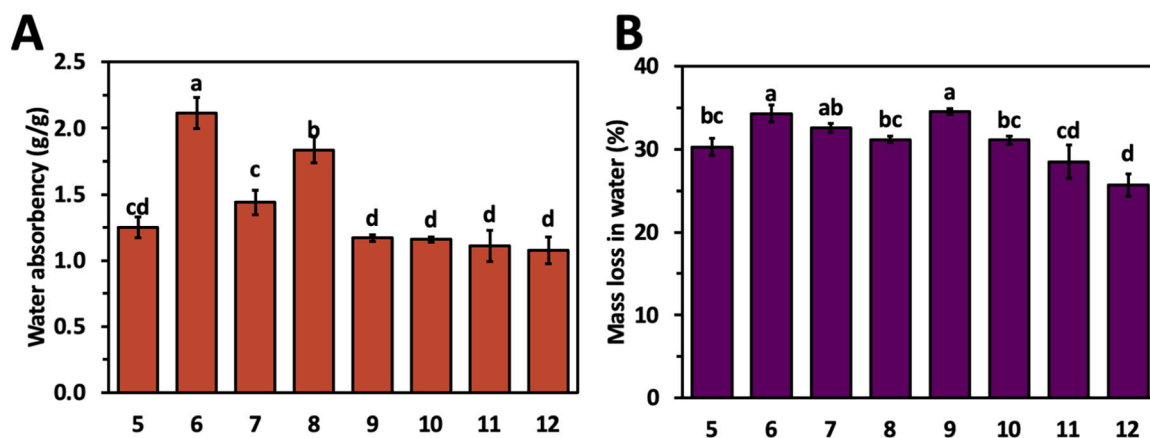 A
Water absorbency (g/g)
2.5
2.0
1.5
1.0
0.5
0.0
cd
a
c
b
d
d
d
d
5 6 7 8 9 10 11 12
B
Mass loss in water (%)
40
30
20
10
0
bc
a
ab
bc
a
bc
cd
d
5 6 7 8 9 10 11 12